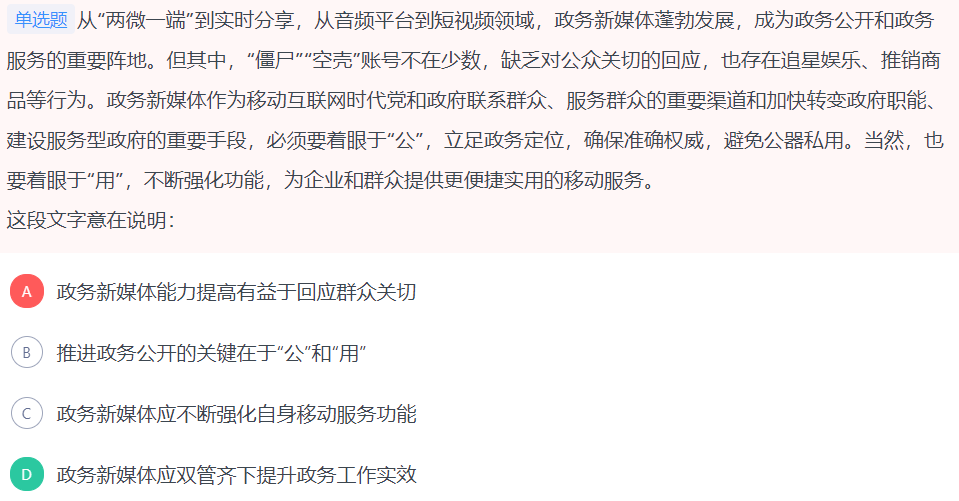 单选题 从“两微一端”到实时分享，从音频平台到短视频领域，政务新媒体蓬勃发展，成为政务公开和政务
服务的重要阵地。但其中，“僵尸”“空壳”账号不在少数，缺乏对公众关切的回应，也存在追星娱乐、推销商
品等行为。政务新媒体作为移动互联网时代党和政府联系群众、服务群众的重要渠道和加快转变政府职能、
建设服务型政府的重要手段，必须要着眼于“公”，立足政务定位，确保准确权威，避免公器私用。当然，也
要着眼于“用”，不断强化功能，为企业和群众提供更便捷实用的移动服务。
这段文字意在说明：
A 政务新媒体能力提高有益于回应群众关切
B 推进政务公开的关键在于“公”和“用”
C 政务新媒体应不断强化自身移动服务功能
D 政务新媒体应双管齐下提升政务工作实效